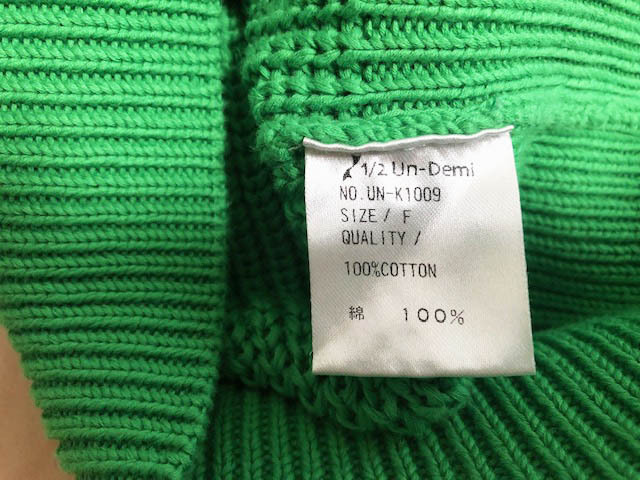 1/2 Un-Demi
NO.UN-K1009
SIZE / F
QUALITY /
100%COTTON
綿 100%